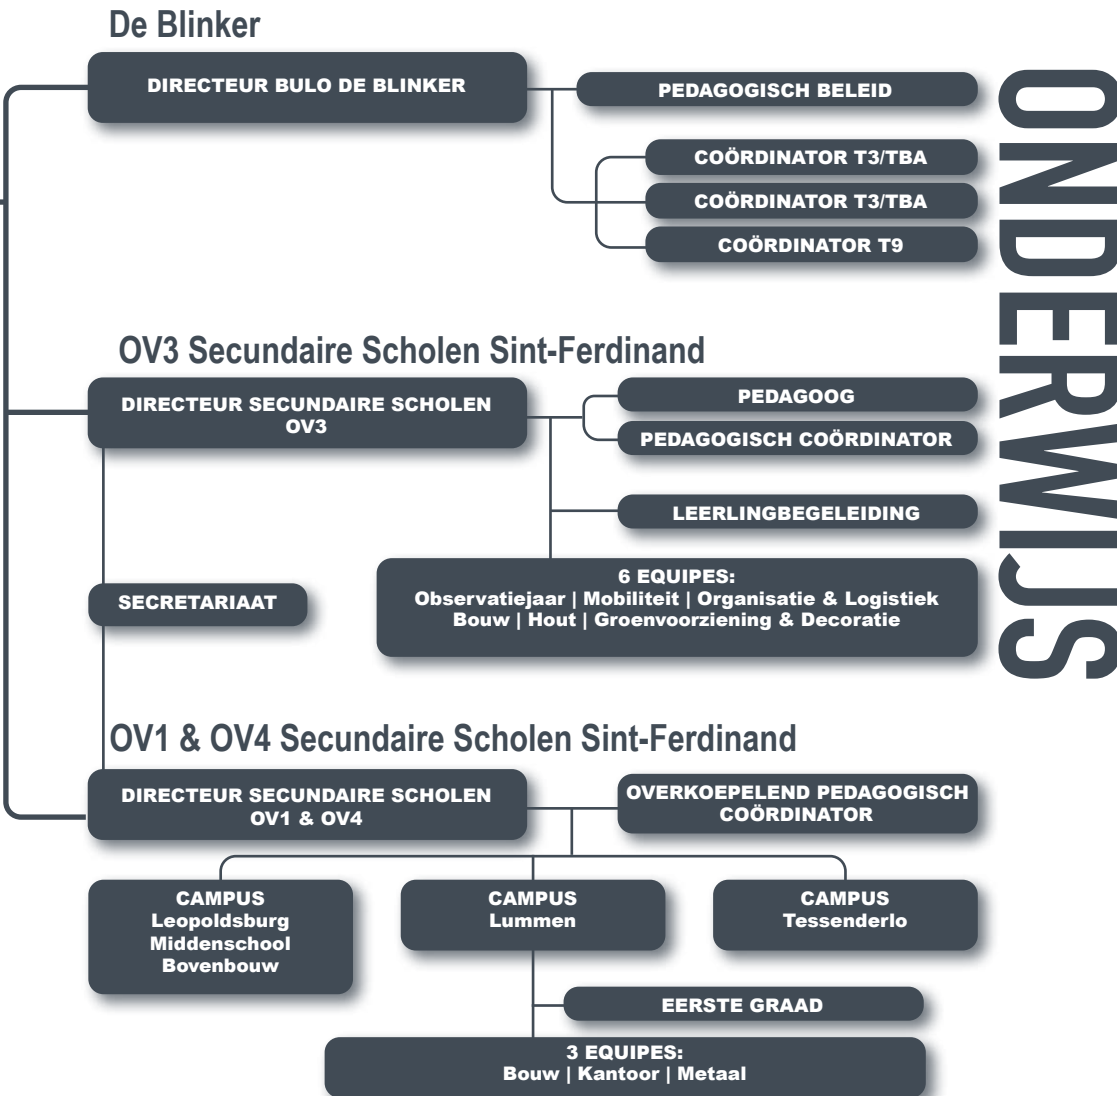 De Blinker
DIRECTEUR BULO DE BLINKER
PEDAGOGISCH BELEID
COÖRDINATOR T3/TBA
COÖRDINATOR T3/TBA
COÖRDINATOR T9
ONDERWIJS
OV3 Secundaire Scholen Sint-Ferdinand
DIRECTEUR SECUNDAIRE SCHOLEN
OV3
PEDAGOOG
PEDAGOGISCH COÖRDINATOR
LEERLINGBEGELEIDING
6 EQUIPES:
Observatiejaar | Mobiliteit | Organisatie & Logistiek
Bouw | Hout | Groenvoorziening & Decoratie
SECRETARIAAT
OV1 & OV4 Secundaire Scholen Sint-Ferdinand
DIRECTEUR SECUNDAIRE SCHOLEN
OV1 & OV4
OVERKOEPELEND PEDAGOGISCH
COÖRDINATOR
CAMPUS
Leopoldsburg
Middenschool
Bovenbouw
CAMPUS
Lummen
CAMPUS
Tessenderlo
EERSTE GRAAD
3 EQUIPES:
Bouw | Kantoor | Metaal